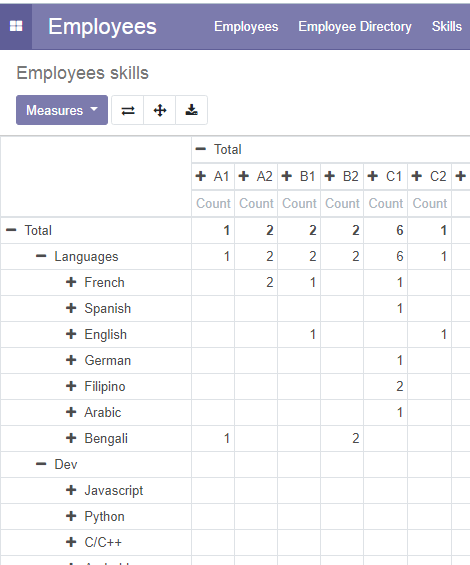 Employees Employees Employee Directory Skills
Employees skills
Measures
Total
A1 A2 B1 B2 C1 C2
Count Count Count Count Count Count
Total 1 2 2 2 6 1
Languages 1 2 2 2 6 1
French 2 1 1
Spanish 1
English 1 1
German 1
Filipino 2
Arabic 1
Bengali 1 2
Dev
Javascript
Python
C/C++